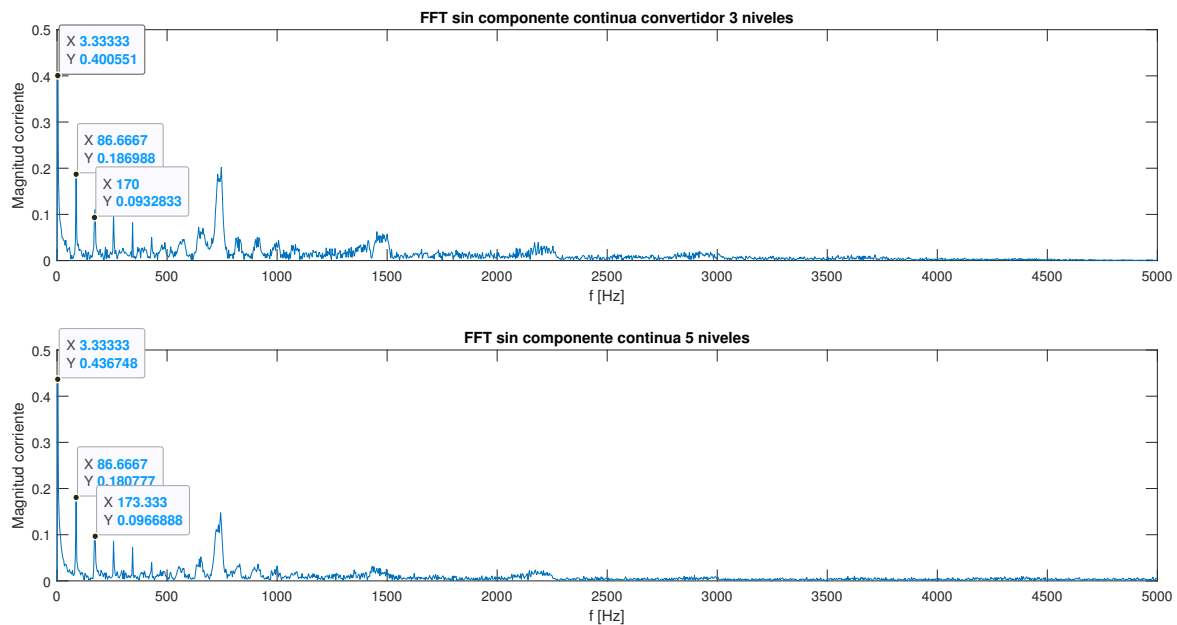 FFT sin componente continua convertidor 3 niveles
0.5
0.4
0.3
0.2
0.1
0
Magnitud corriente
X 3.33333
Y 0.400551
X 86.6667
Y 0.186988
X 170
Y 0.0932833
0 500 1000 1500 2000 2500 3000 3500 4000 4500 5000
f [Hz]
FFT sin componente continua 5 niveles
0.5
0.4
0.3
0.2
0.1
0
Magnitud corriente
X 3.33333
Y 0.436748
X 86.6667
Y 0.180777
X 173.333
Y 0.0966888
0 500 1000 1500 2000 2500 3000 3500 4000 4500 5000
f [Hz]